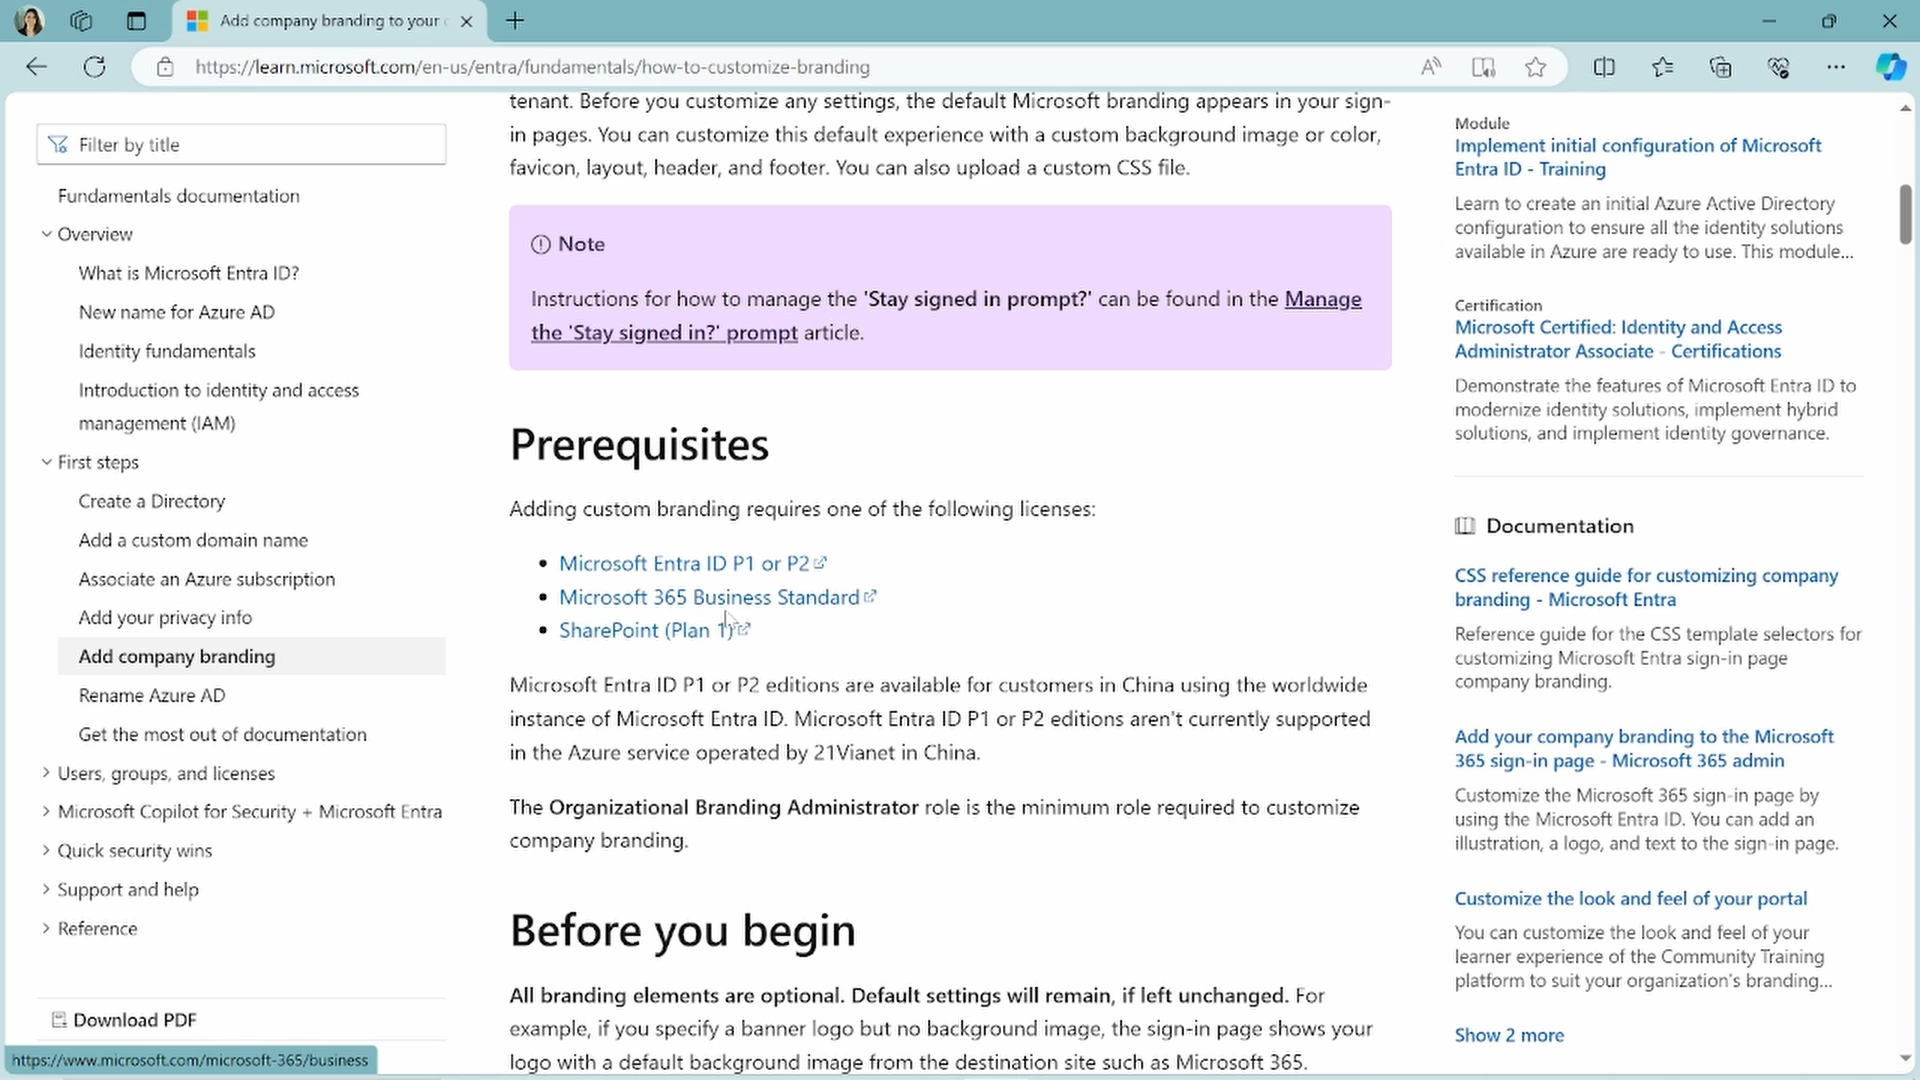 Add company branding to your
https://learn.microsoft.com/en-us/entra/fundamentals/how-to-customize-branding
Filter by title
Fundamentals documentation
Overview
What is Microsoft Entra ID?
New name for Azure AD
Identity fundamentals
Introduction to identity and access
management (IAM)
First steps
Create a Directory
Add a custom domain name
Associate an Azure subscription
Add your privacy info
Add company branding
Rename Azure AD
Get the most out of documentation
Users, groups, and licenses
Microsoft Copilot for Security + Microsoft Entra
Quick security wins
Support and help
Reference
Download PDF
https://www.microsoft.com/microsoft-365/business
tenant. Before you customize any settings, the default Microsoft branding appears in your sign-
in pages. You can customize this default experience with a custom background image or color,
favicon, layout, header, and footer. You can also upload a custom CSS file.
Note
Instructions for how to manage the 'Stay signed in prompt?' can be found in the Manage
the 'Stay signed in?' prompt article.
Prerequisites
Adding custom branding requires one of the following licenses:
Microsoft Entra ID P1 or P2
Microsoft 365 Business Standard
SharePoint (Plan 1)
Microsoft Entra ID P1 or P2 editions are available for customers in China using the worldwide
instance of Microsoft Entra ID. Microsoft Entra ID P1 or P2 editions aren't currently supported
in the Azure service operated by 21Vianet in China.
The Organizational Branding Administrator role is the minimum role required to customize
company branding.
Before you begin
All branding elements are optional. Default settings will remain, if left unchanged. For
example, if you specify a banner logo but no background image, the sign-in page shows your
logo with a default background image from the destination site such as Microsoft 365.
Module
Implement initial configuration of Microsoft
Entra ID - Training
Learn to create an initial Azure Active Directory
configuration to ensure all the identity solutions
available in Azure are ready to use. This module...
Certification
Microsoft Certified: Identity and Access
Administrator Associate - Certifications
Demonstrate the features of Microsoft Entra ID to
modernize identity solutions, implement hybrid
solutions, and implement identity governance.
Documentation
CSS reference guide for customizing company
branding - Microsoft Entra
Reference guide for the CSS template selectors for
customizing Microsoft Entra sign-in page
company branding.
Add your company branding to the Microsoft
365 sign-in page - Microsoft 365 admin
Customize the Microsoft 365 sign-in page by
using the Microsoft Entra ID. You can add an
illustration, a logo, and text to the sign-in page.
Customize the look and feel of your portal
You can customize the look and feel of your
learner experience of the Community Training
platform to suit your organization's branding...
Show 2 more